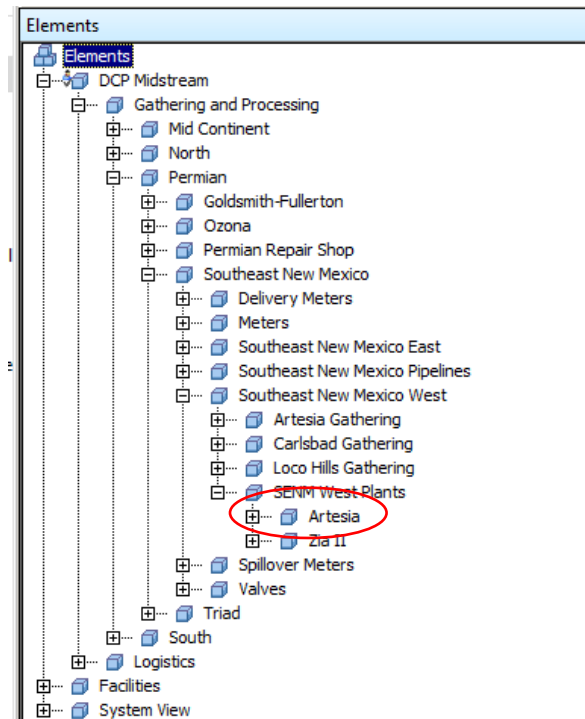 Elements
Elements
DCP Midstream
Gathering and Processing
Mid Continent
North
Permian
Goldsmith-Fullerton
Ozona
Permian Repair Shop
Southeast New Mexico
Delivery Meters
Meters
Southeast New Mexico East
Southeast New Mexico Pipelines
Southeast New Mexico West
Artesia Gathering
Carlsbad Gathering
Loco Hills Gathering
SENM West Plants
Artesia
Zia II
Spillover Meters
Valves
Triad
South
Logistics
Facilities
System View